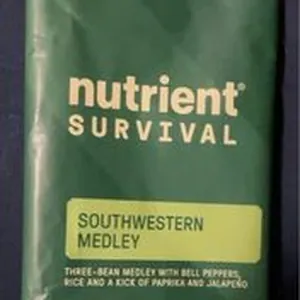 nutrient®
SURVIVAL
SOUTHWESTERN
MEDLEY
THREE-BEAN MEDLEY WITH BELL PEPPERS,
RICE AND A KICK OF PAPRIKA AND JALAPEÑO